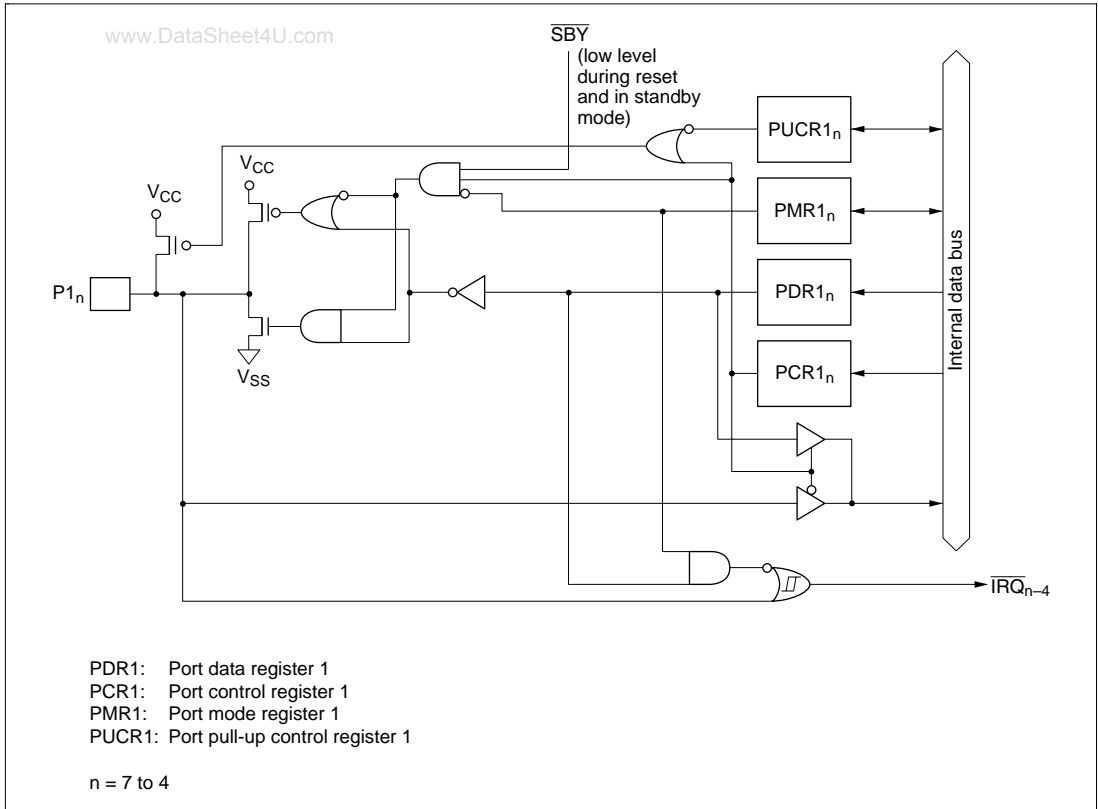 www.DataSheet4U.com
SBY
(low level
during reset
and in standby
mode)
PUCR1n
VCC
VCC
PMR1n
P1n
PDR1n
Internal data bus
PCR1n
VSS
IRQn–4
PDR1: Port data register 1
PCR1: Port control register 1
PMR1: Port mode register 1
PUCR1: Port pull-up control register 1
n = 7 to 4